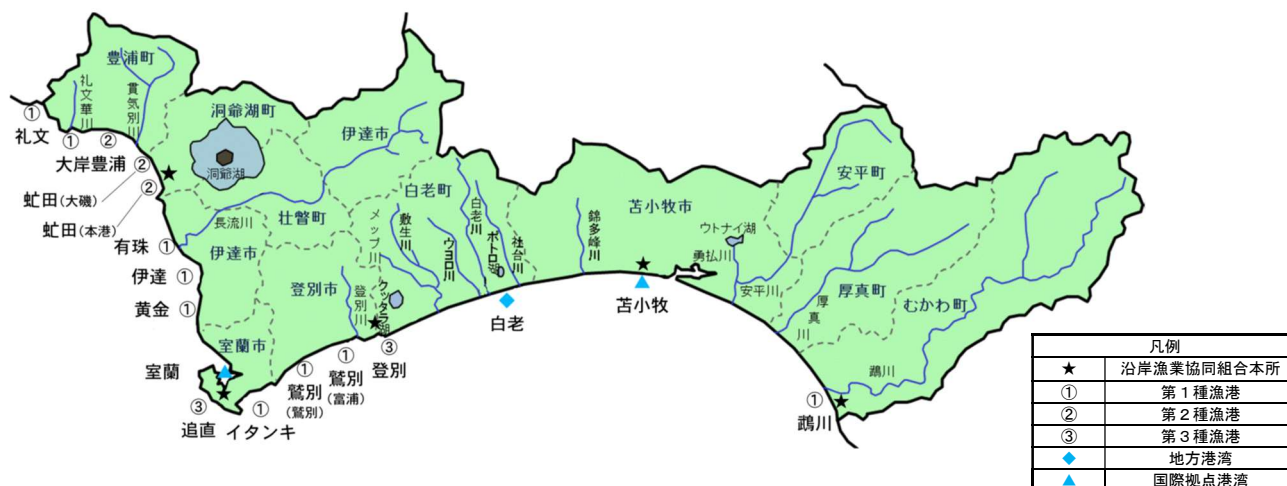 豊浦町
礼文華川
貫気別川
洞爺湖町
洞爺湖
伊達市
①
礼文
①
②
大岸豊浦
②
★
②
虻田(大磯)
虻田(本港)
長流川
壮瞥町
白老町
メップ川
敷生川
ウヨロ川
白老川
ポトロ湖
社台川
錦多峰川
苫小牧市
ウトナイ湖
勇払川
安平町
安平川
厚真町
厚真川
むかわ町
鵡川
有珠 ①
伊達市
伊達 ①
黄金 ①
登別市
登別川
クッタラ湖
★
③
登別
◆
白老
★
▲
苫小牧
室蘭市
室蘭
▲
★
③
追直
①
イタンキ
①
鷲別
(鷲別)
①
鷲別
(富浦)
① ★
鵡川
凡例
★ 沿岸漁業協同組合本所
① 第1種漁港
② 第2種漁港
③ 第3種漁港
◆ 地方港湾
▲ 国際拠点港湾